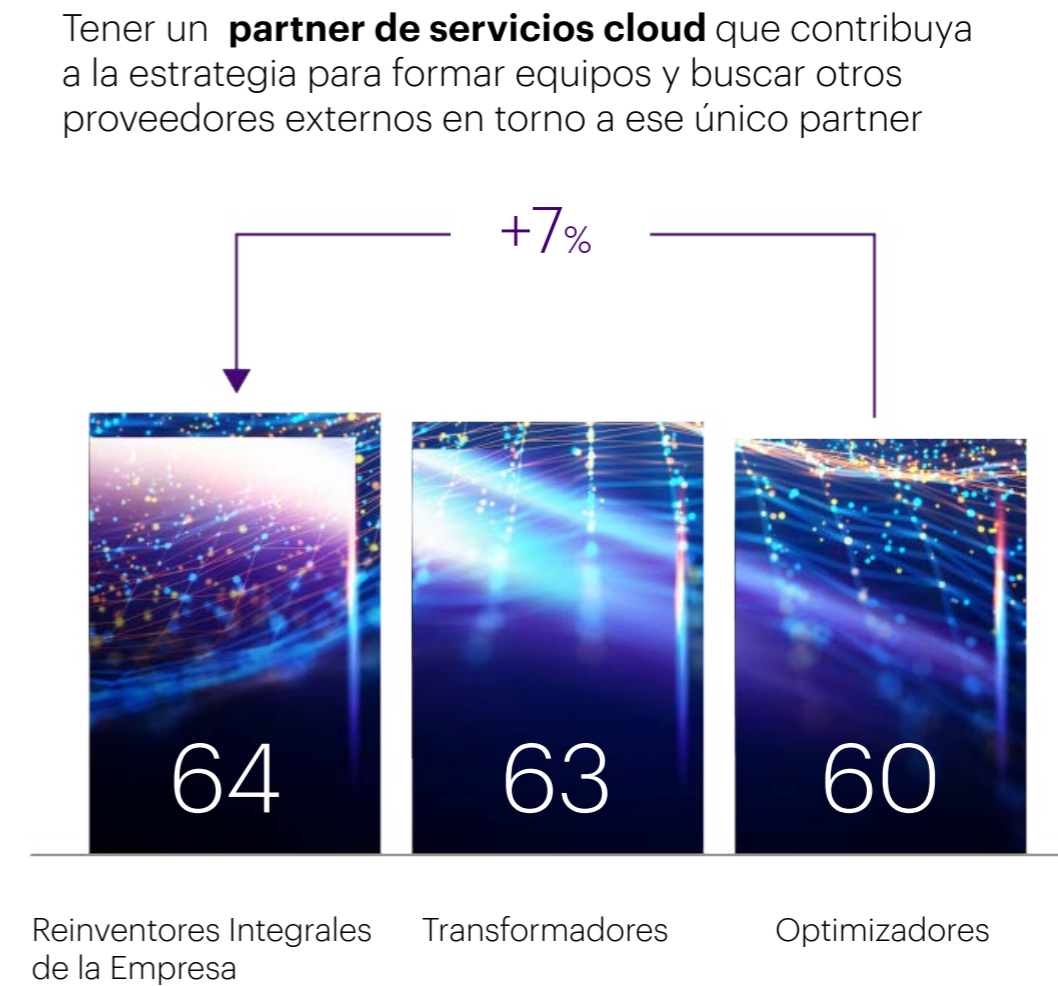 Tener un partner de servicios cloud que contribuya
a la estrategia para formar equipos y buscar otros
proveedores externos en torno a ese único partner
+7%
64
63
60
Reinventores Integrales
de la Empresa
Transformadores
Optimizadores